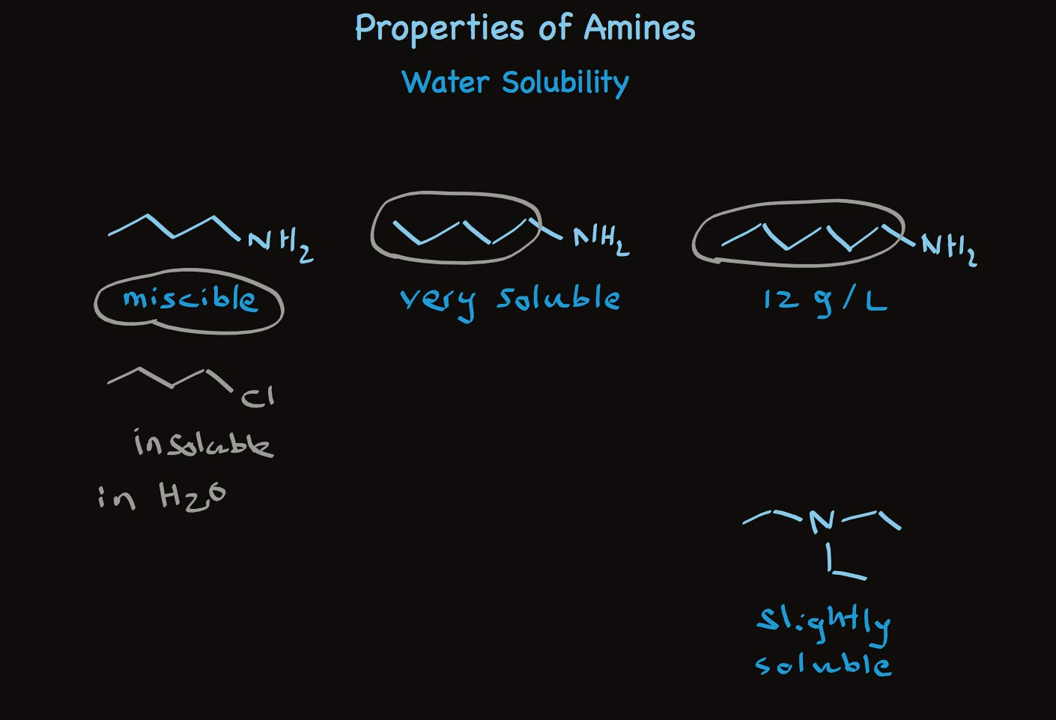 Properties of Amines
Water Solubility
NH2
NH2
NH2
miscible
very soluble
12 g/L
Cl
insoluble
in H2O
N
slightly
soluble